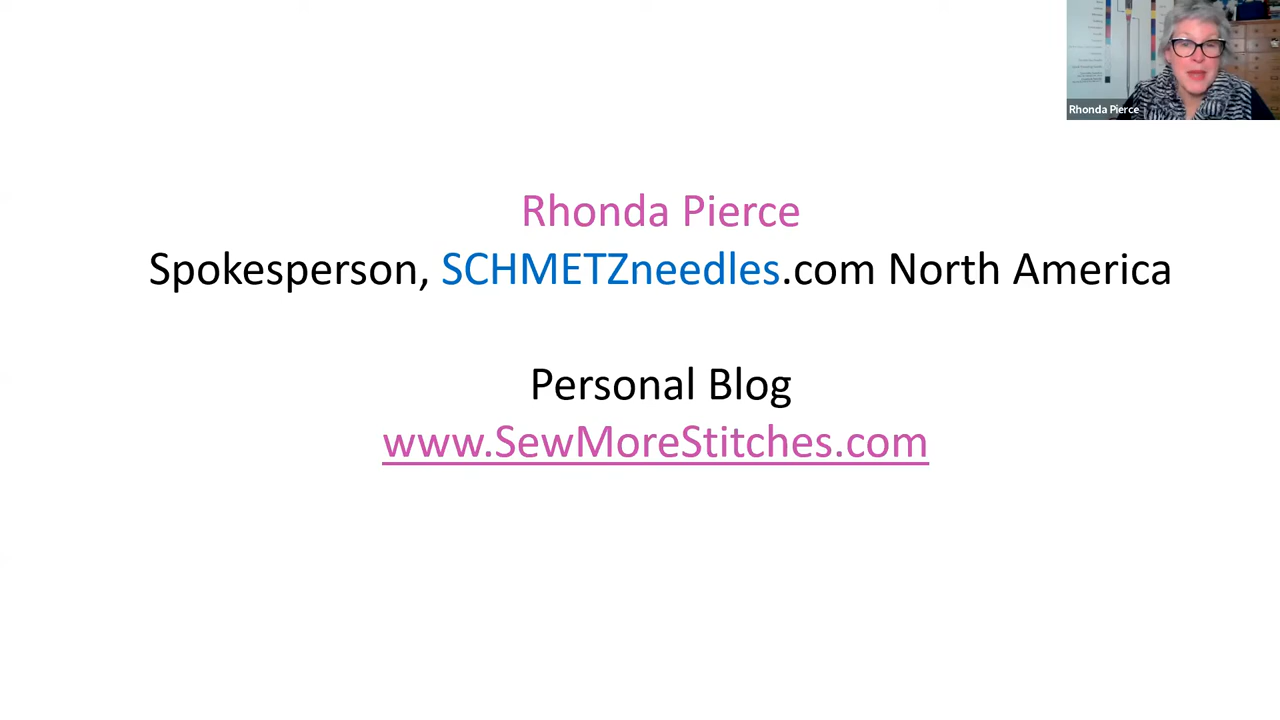 Rhonda Pierce
Rhonda Pierce
Spokesperson, SCHMETZneedles.com North America
Personal Blog
www.SewMoreStitches.com